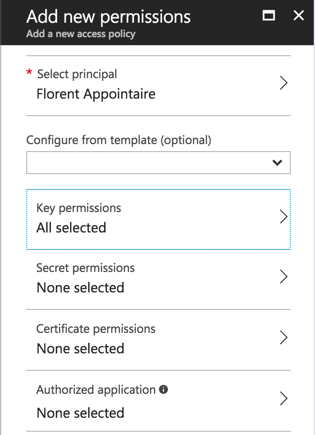 Add new permissions
Add a new access policy
* Select principal
Florent Appointaire
Configure from template (optional)
Key permissions
All selected
Secret permissions
None selected
Certificate permissions
None selected
Authorized application
None selected